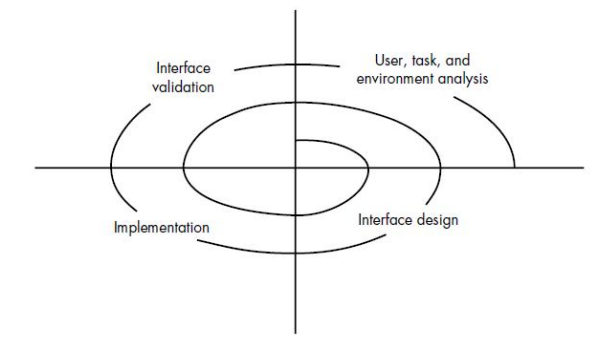 Interface
validation
User, task, and
environment analysis
Implementation
Interface design